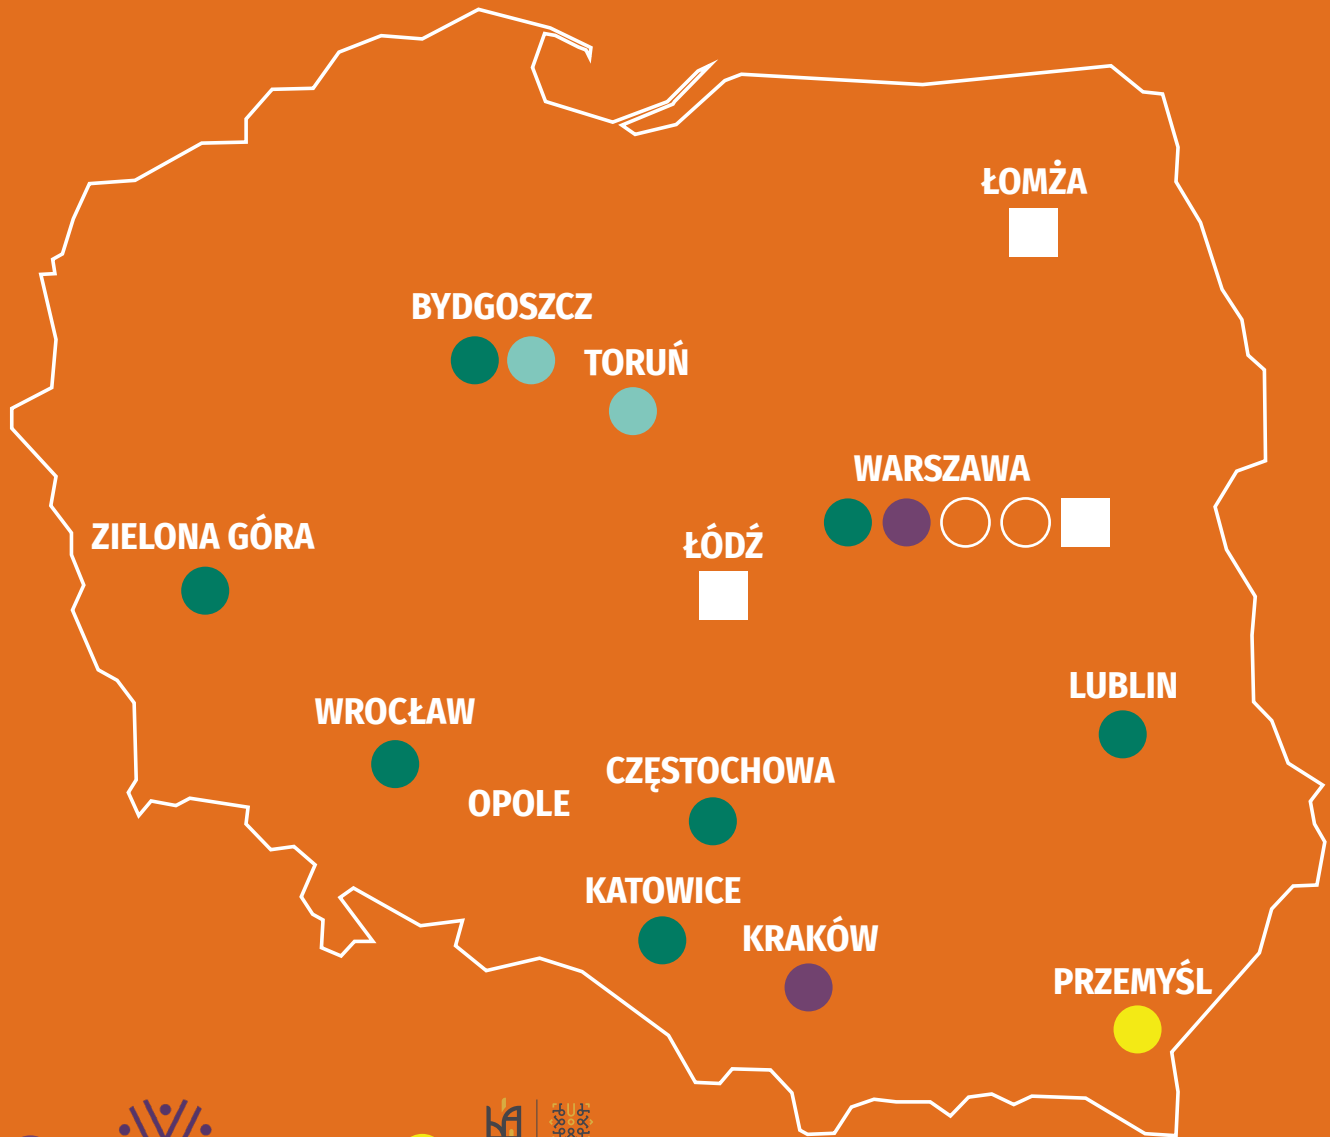 ŁOMŻA
BYDGOSZCZ
TORUŃ
WARSZAWA
ZIELONA GÓRA
ŁÓDŹ
LUBLIN
WROCŁAW
CZĘSTOCHOWA
OPOLE
KATOWICE
KRAKÓW
PRZEMYŚL